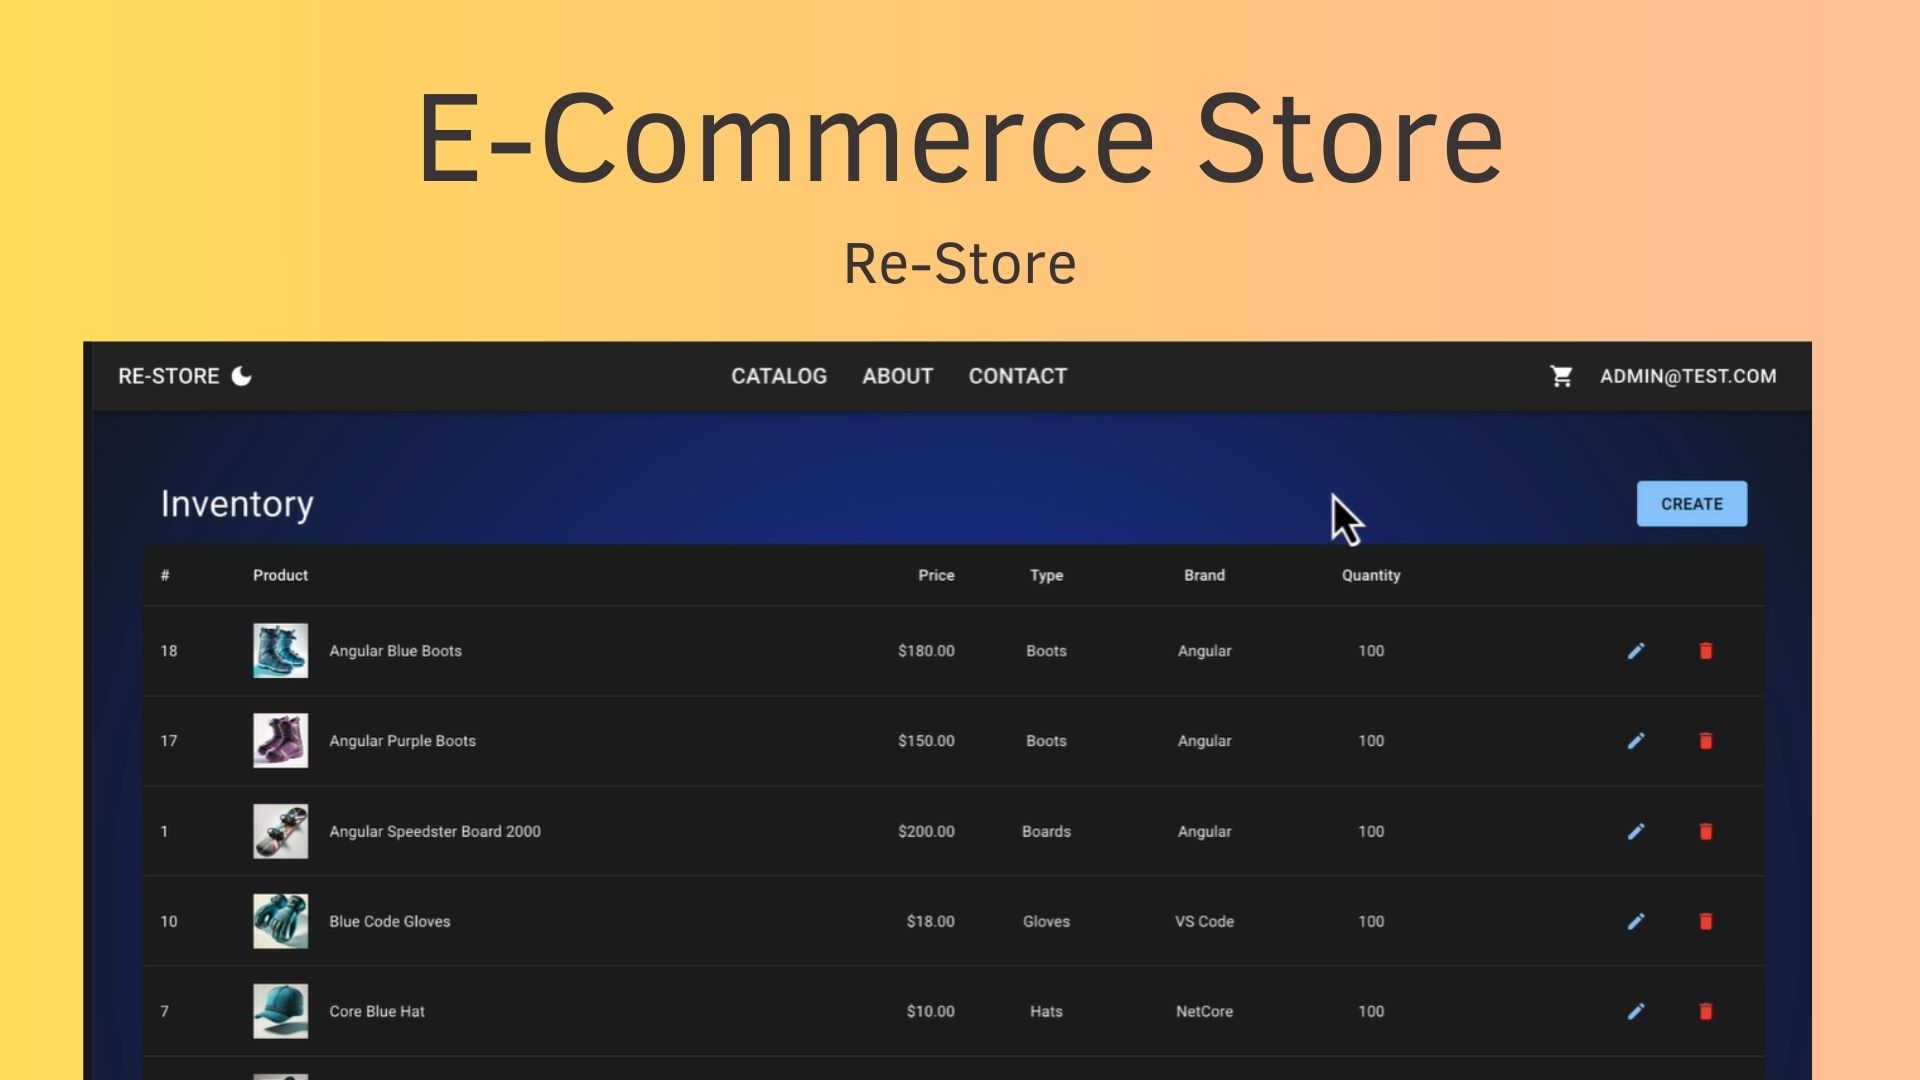 E-Commerce Store
Re-Store
RE-STORE CATALOG ABOUT CONTACT ADMIN@TEST.COM
Inventory CREATE
# Product Price Type Brand Quantity
18 Angular Blue Boots $180.00 Boots Angular 100
17 Angular Purple Boots $150.00 Boots Angular 100
1 Angular Speedster Board 2000 $200.00 Boards Angular 100
10 Blue Code Gloves $18.00 Gloves VS Code 100
7 Core Blue Hat $10.00 Hats NetCore 100